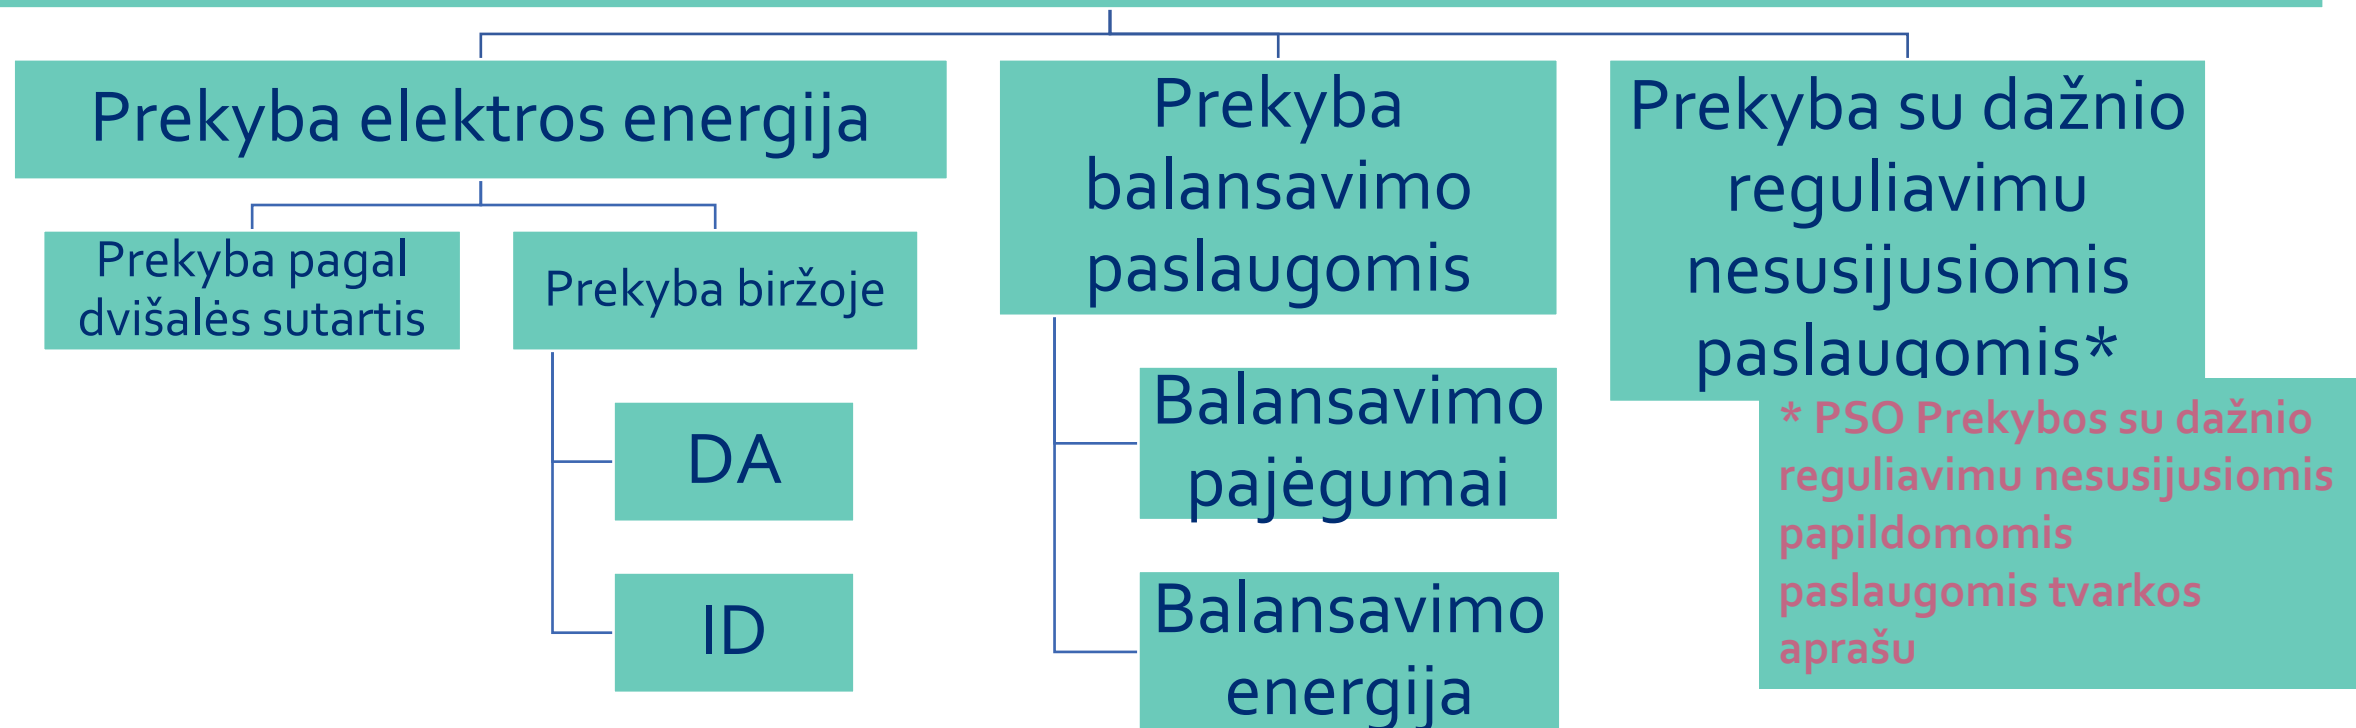 Prekyba elektros energija
Prekyba pagal
dvišalės sutartis
Prekyba biržoje
DA
ID
Prekyba
balansavimo
paslaugomis
Balansavimo
pajėgumai
Balansavimo
energija
Prekyba su dažnio
reguliavimu
nesusijusiomis
paslaugomis*
* PSO Prekybos su dažnio
reguliavimu nesusijusiomis
papildomomis
paslaugomis tvarkos
aprašu